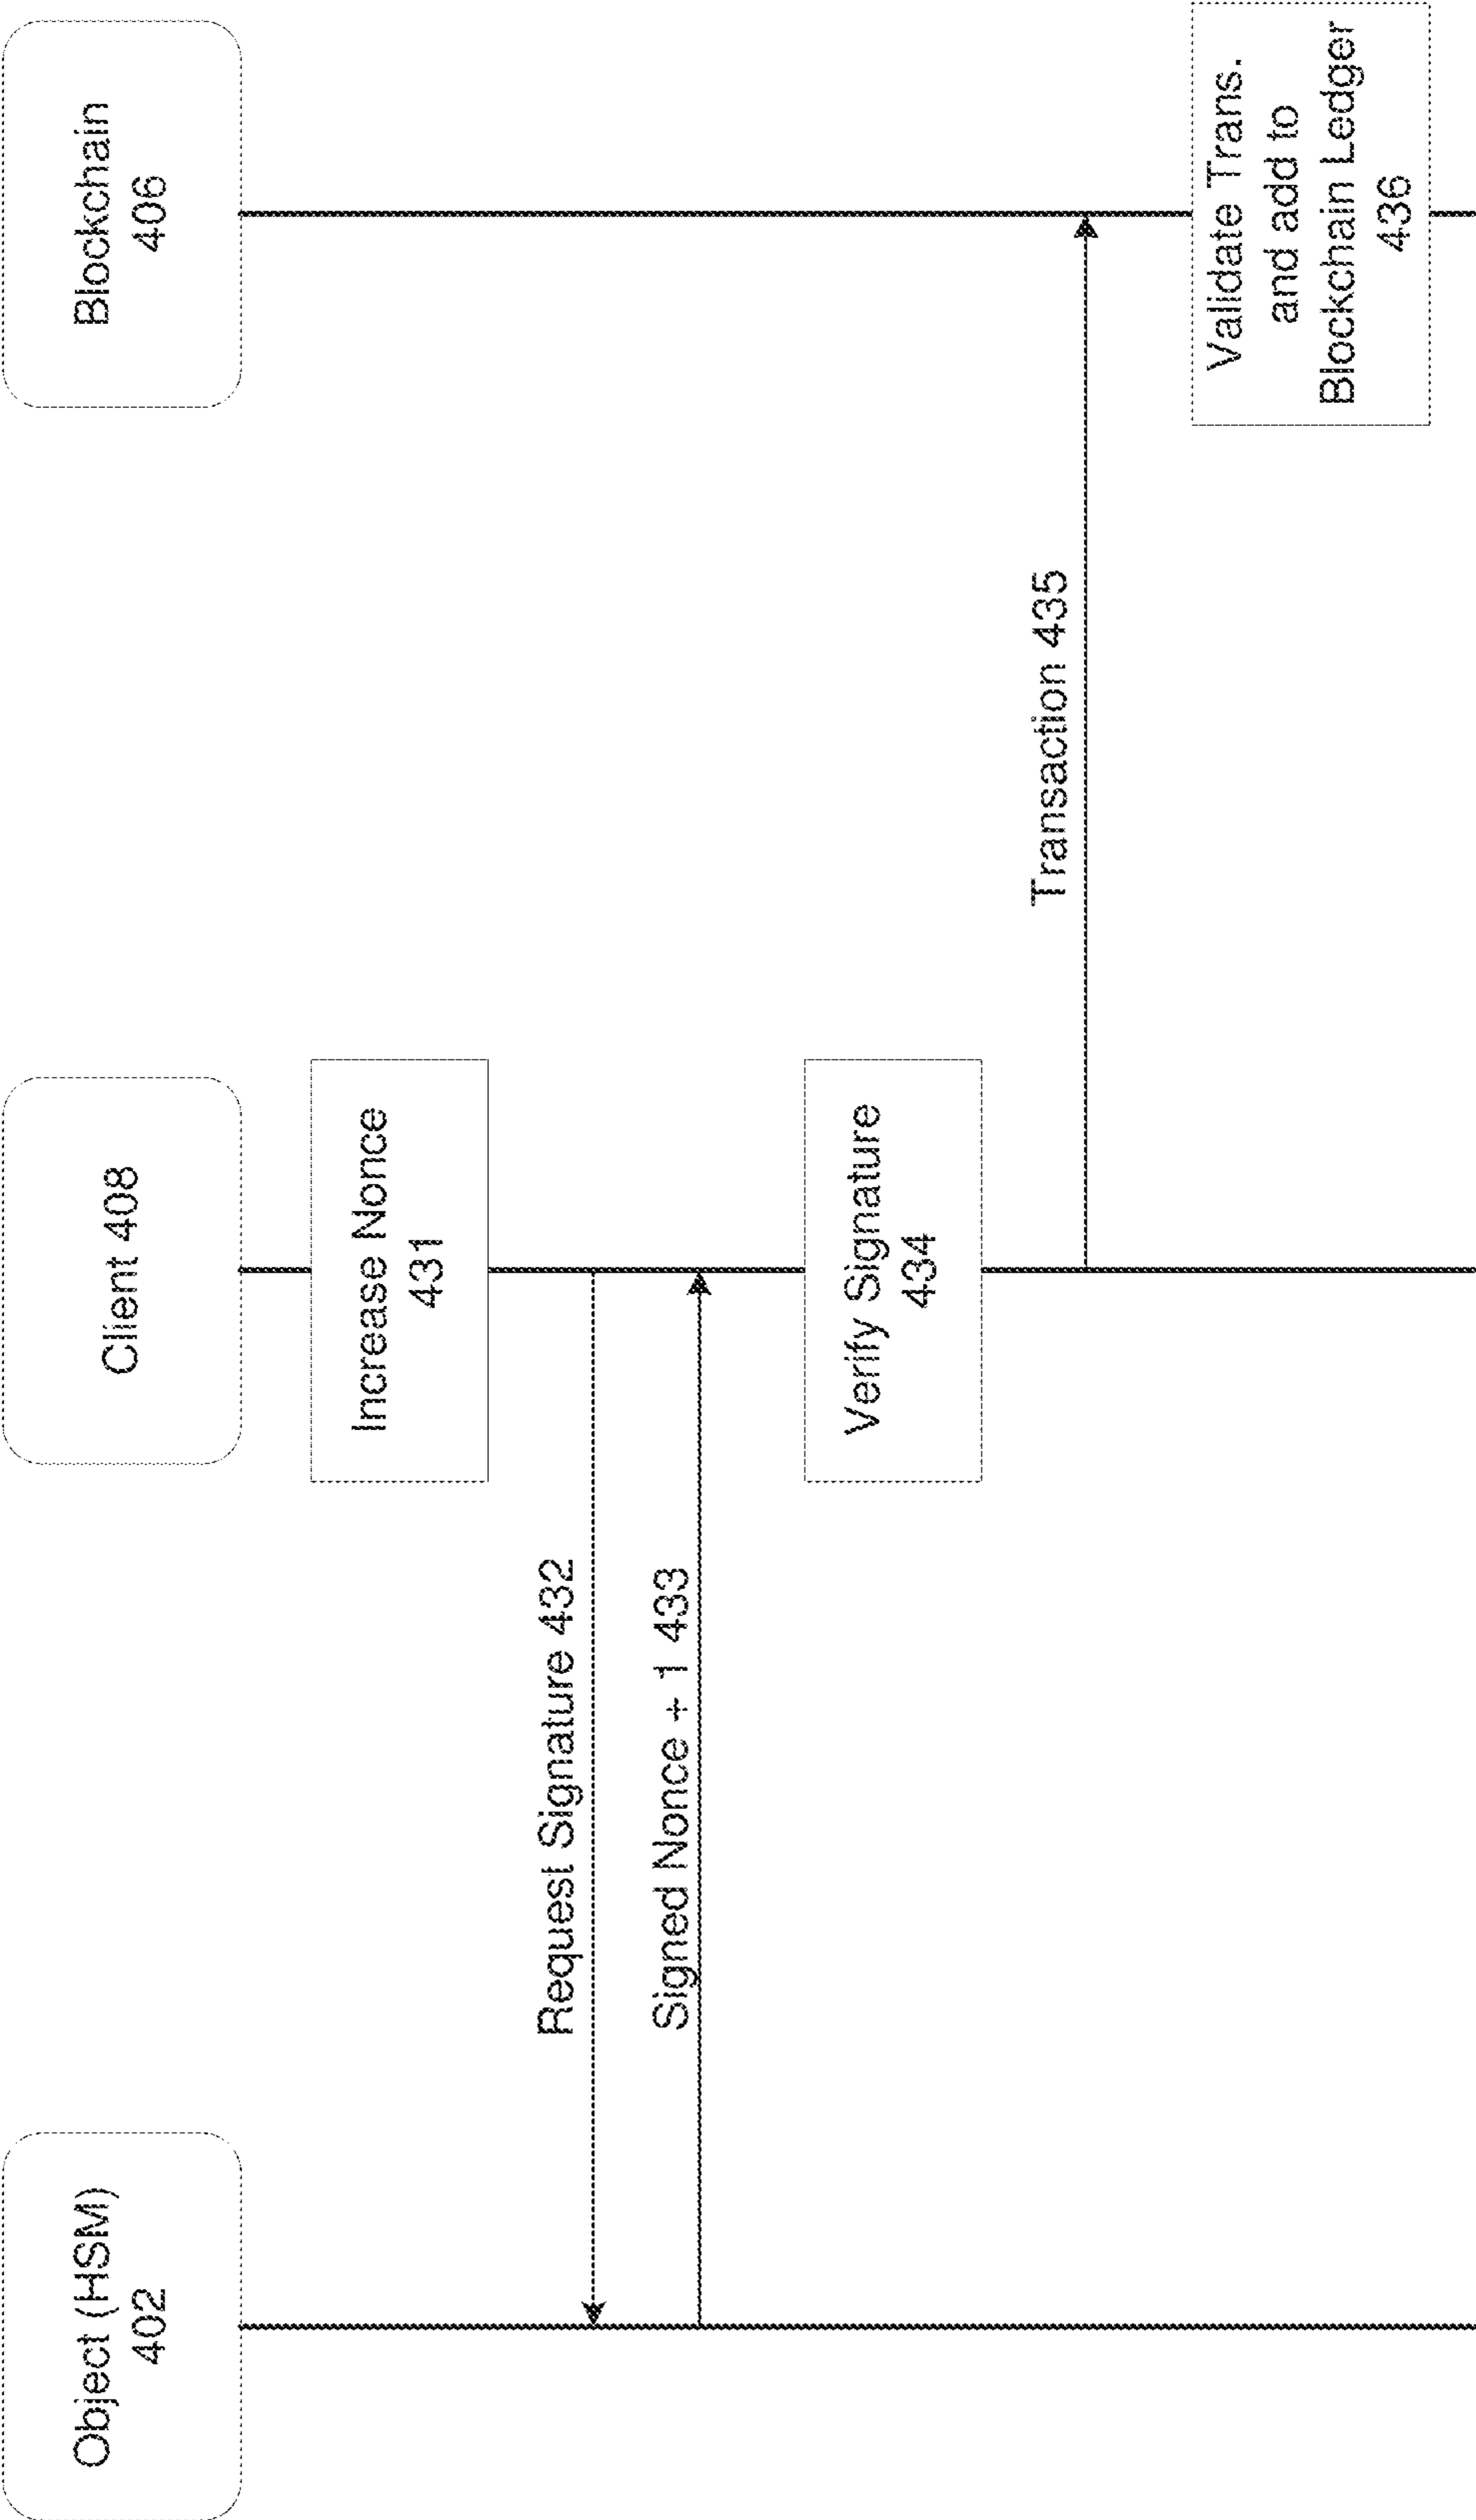 Object (HSM)
402
Client 408
Blockchain
406
Increase Nonce
431
Request Signature 432
Signed Nonce + 1 433
Verify Signature
434
Transaction 435
Validate Trans.
and add to
Blockchain Ledger
436